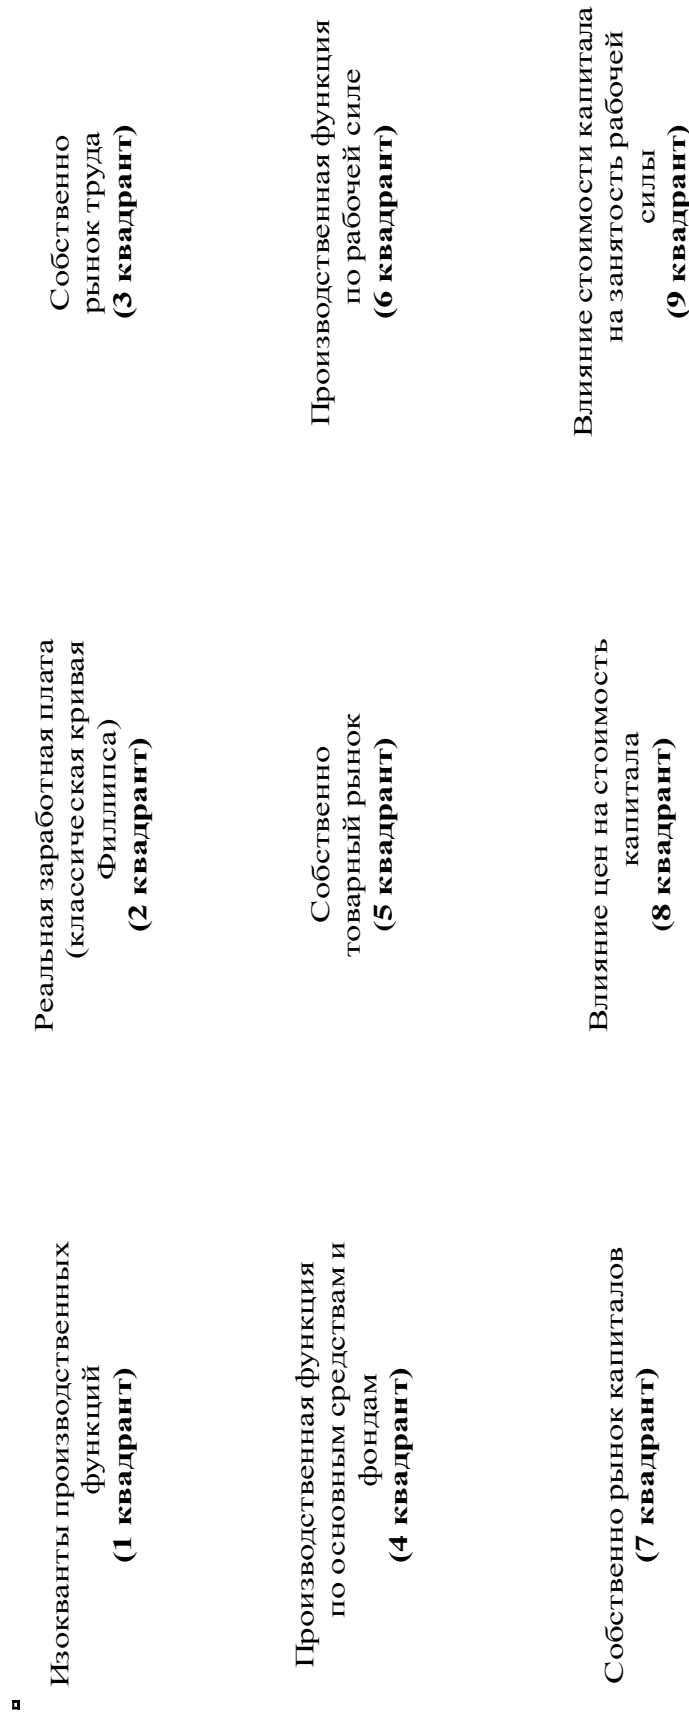 Изокванты производственных
функций
(1 квадрант)
Реальная заработная плата
(классическая кривая
Филлипса)
(2 квадрант)
Собственно
рынок труда
(3 квадрант)
Производственная функция
по основным средствам и
фондам
(4 квадрант)
Собственно
товарный рынок
(5 квадрант)
Производственная функция
по рабочей силе
(6 квадрант)
Собственно рынок капиталов
(7 квадрант)
Влияние цен на стоимость
капитала
(8 квадрант)
Влияние стоимости капитала
на занятость рабочей
силы
(9 квадрант)